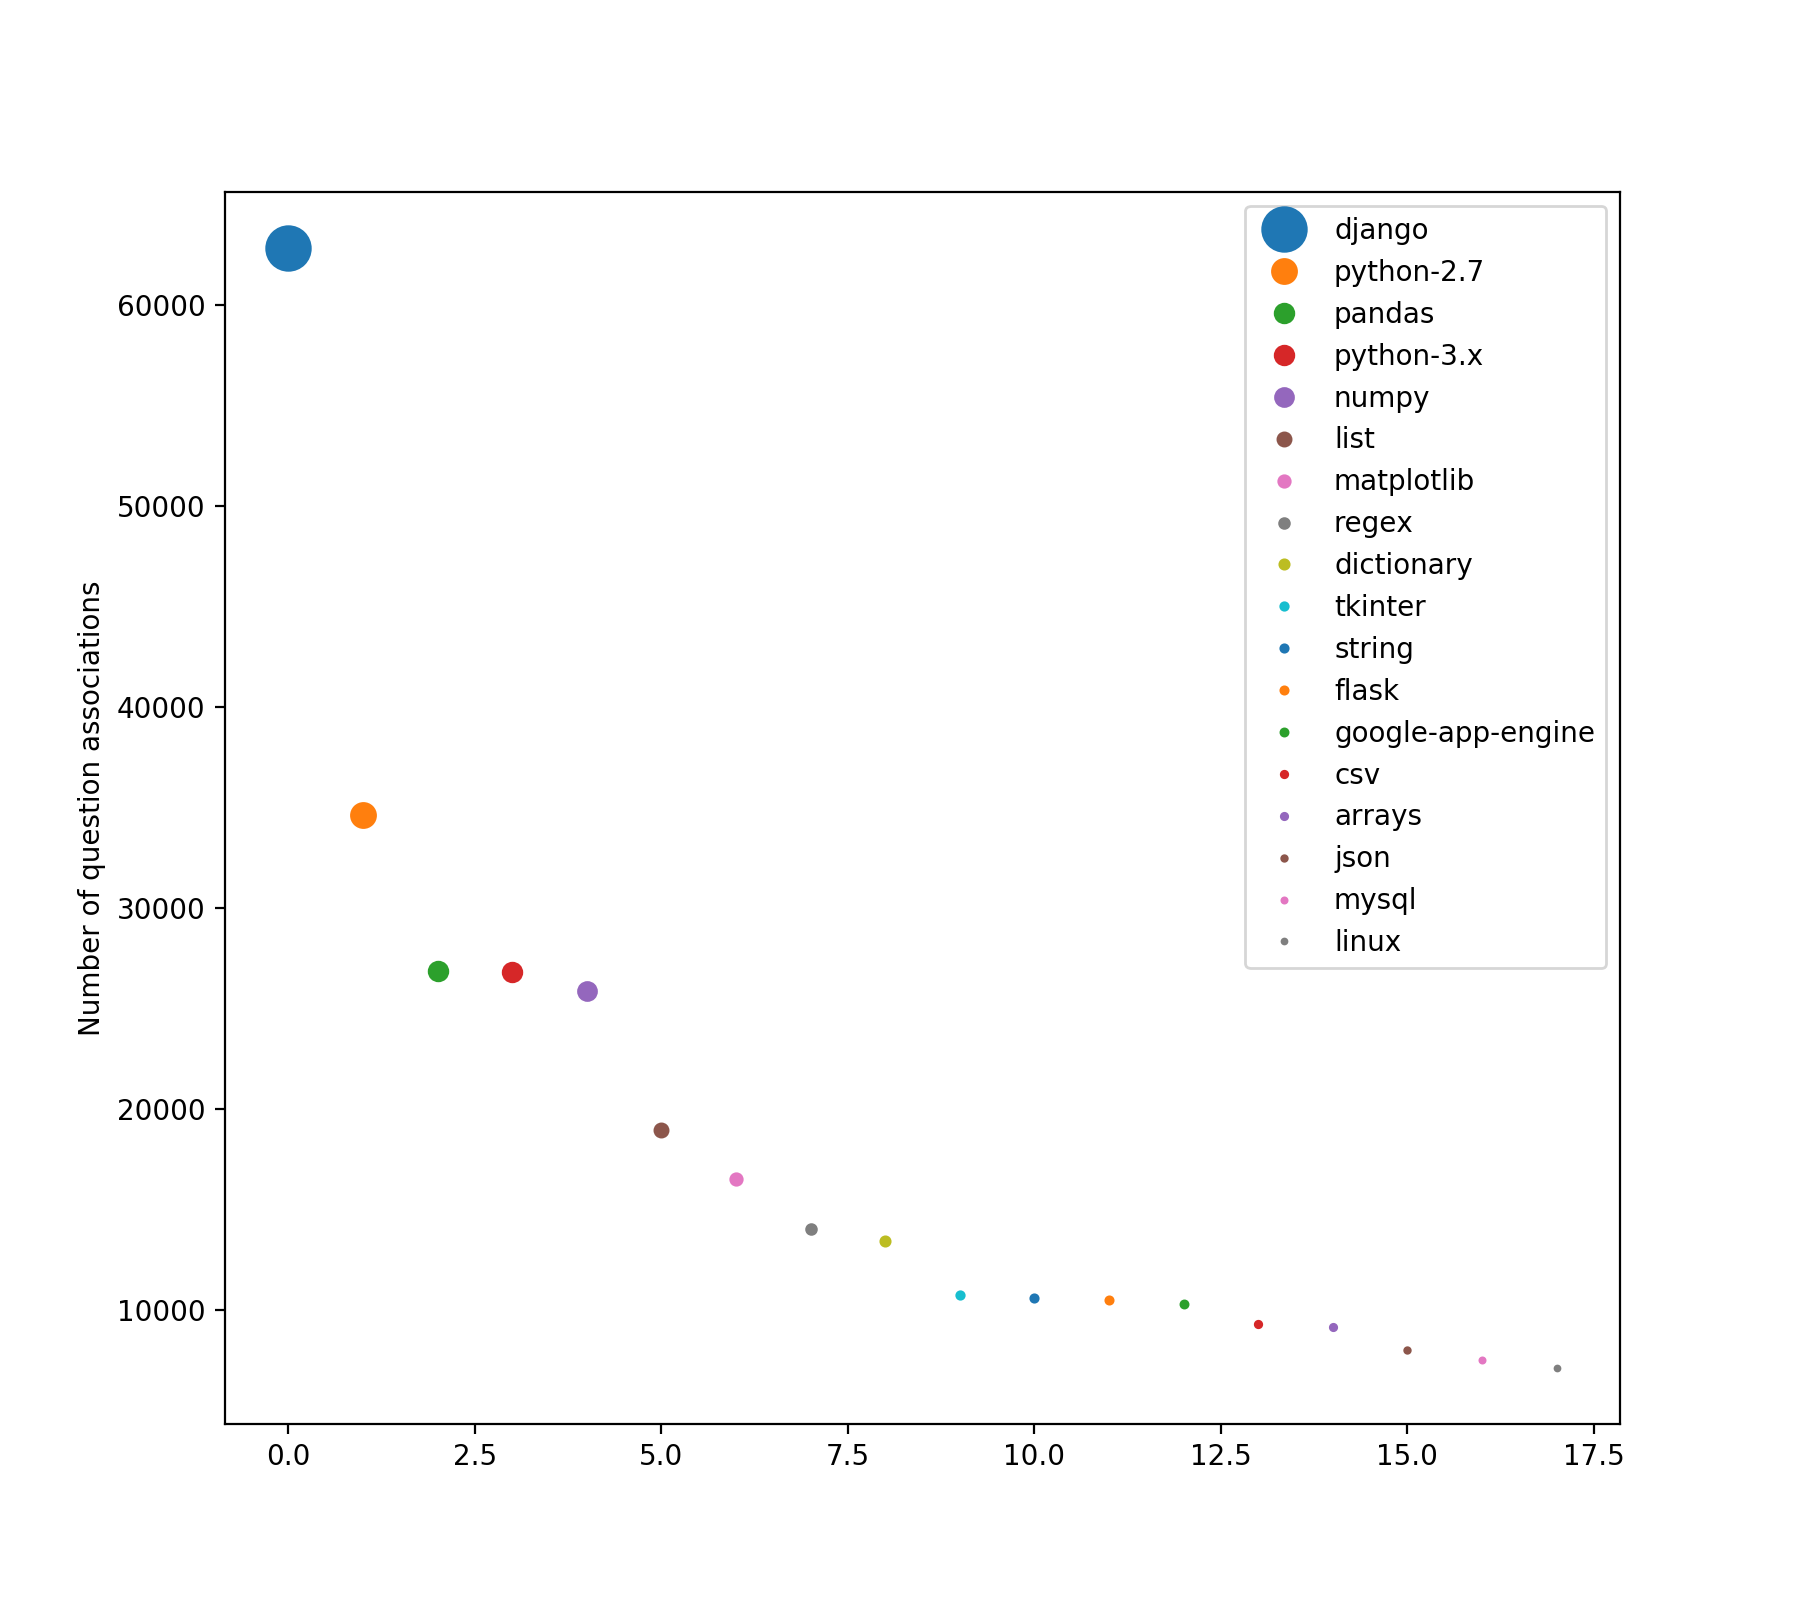 Number of question associations
60000
50000
40000
30000
20000
10000
0.0 2.5 5.0 7.5 10.0 12.5 15.0 17.5
django
python-2.7
pandas
python-3.x
numpy
list
matplotlib
regex
dictionary
tkinter
string
flask
google-app-engine
csv
arrays
json
mysql
linux